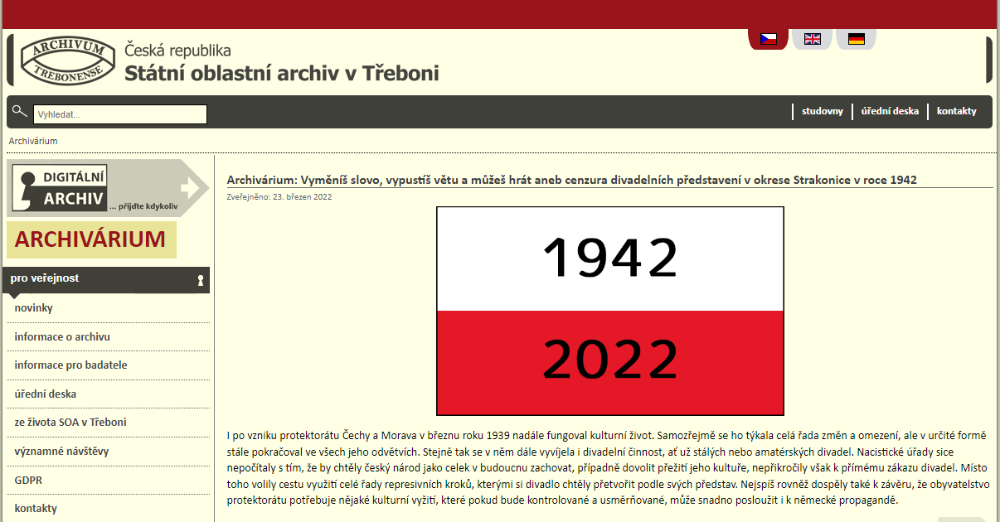 ARCHIVUM
TREBONENSE
Česká republika
Státní oblastní archiv v Třeboni
Vyhledat...
studovny
úřední deska
kontakty
Archivárium
DIGITÁLNÍ
ARCHIV
... přijďte kdykoliv
ARCHIVÁRIUM
pro veřejnost
novinky
informace o archivu
informace pro badatele
úřední deska
ze života SOA v Třeboni
významné návštěvy
GDPR
kontakty
Archivárium: Vyměníš slovo, vypustíš větu a můžeš hrát aneb cenzura divadelních představení v okrese Strakonice v roce 1942
Zveřejněno: 23. březen 2022
1942
2022
I po vzniku protektorátu Čechy a Morava v březnu roku 1939 nadále fungoval kulturní život. Samozřejmě se ho týkala celá řada změn a omezení, ale v určité formě
stále pokračoval ve všech jeho odvětvích. Stejně tak se v něm dále vyvíjela i divadelní činnost, ať už stálých nebo amatérských divadel. Nacistické úřady sice
nepočítaly s tím, že by chtěly český národ jako celek v budoucnu zachovat, případně dovolit přežití jeho kultuře, nepřikročily však k přímému zákazu divadel. Místo
toho volily cestu využití celé řady represivních kroků, kterými si divadlo chtěly přetvořit podle svých představ. Nejspíš rovněž dospěly také k závěru, že obyvatelstvo
protektorátu potřebuje nějaké kulturní vyžití, které pokud bude kontrolované a usměrňované, může snadno posloužit i k německé propagandě.